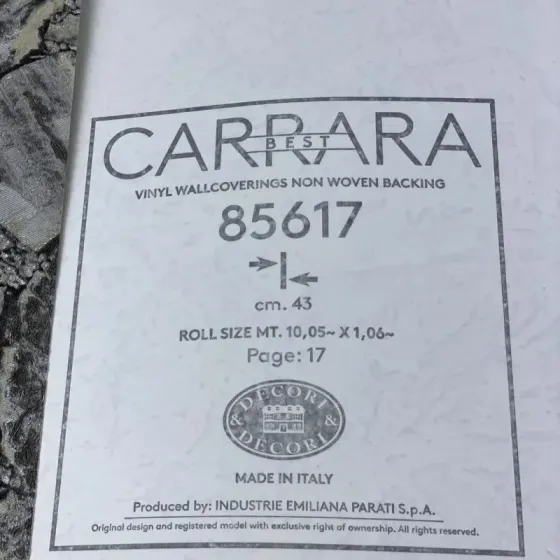 CARRARA
BEST
VINYL WALLCOVERINGS NON WOVEN BACKING
85617
cm. 43
ROLL SIZE MT. 10,05~ X 1,06~
Page: 17
& DECORI &
DECORI
MADE IN ITALY
Produced by: INDUSTRIE EMILIANA PARATI S.p.A.
Original design and registered model with exclusive right of ownership. All rights reserved.